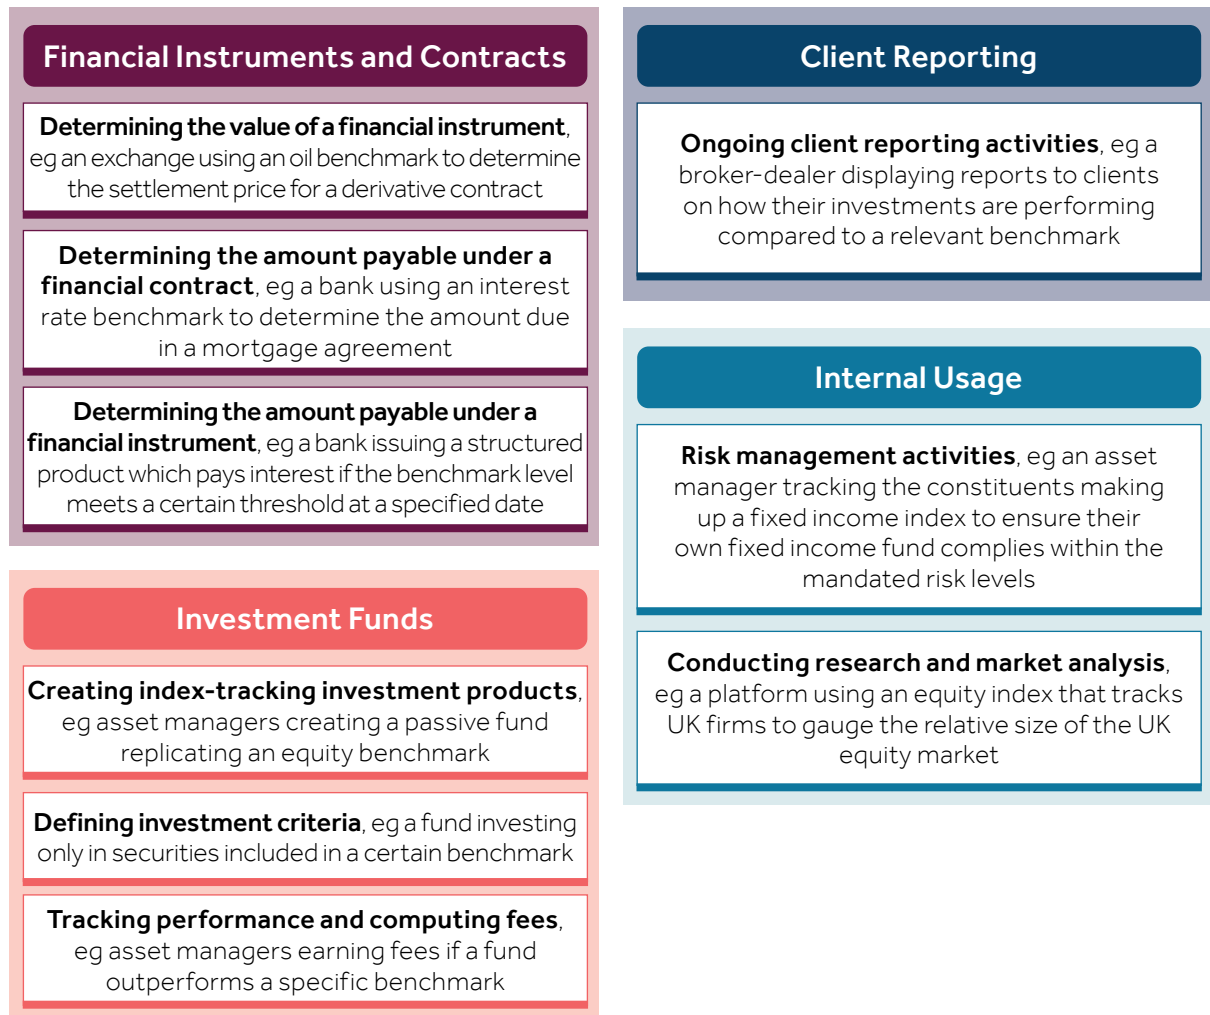 Financial Instruments and Contracts
Determining the value of a financial instrument,
eg an exchange using an oil benchmark to determine
the settlement price for a derivative contract
Determining the amount payable under a
financial contract, eg a bank using an interest
rate benchmark to determine the amount due
in a mortgage agreement
Determining the amount payable under a
financial instrument, eg a bank issuing a structured
product which pays interest if the benchmark level
meets a certain threshold at a specified date
Investment Funds
Creating index-tracking investment products,
eg asset managers creating a passive fund
replicating an equity benchmark
Defining investment criteria, eg a fund investing
only in securities included in a certain benchmark
Tracking performance and computing fees,
eg asset managers earning fees if a fund
outperforms a specific benchmark
Client Reporting
Ongoing client reporting activities, eg a
broker-dealer displaying reports to clients
on how their investments are performing
compared to a relevant benchmark
Internal Usage
Risk management activities, eg an asset
manager tracking the constituents making
up a fixed income index to ensure their
own fixed income fund complies within the
mandated risk levels
Conducting research and market analysis,
eg a platform using an equity index that tracks
UK firms to gauge the relative size of the UK
equity market